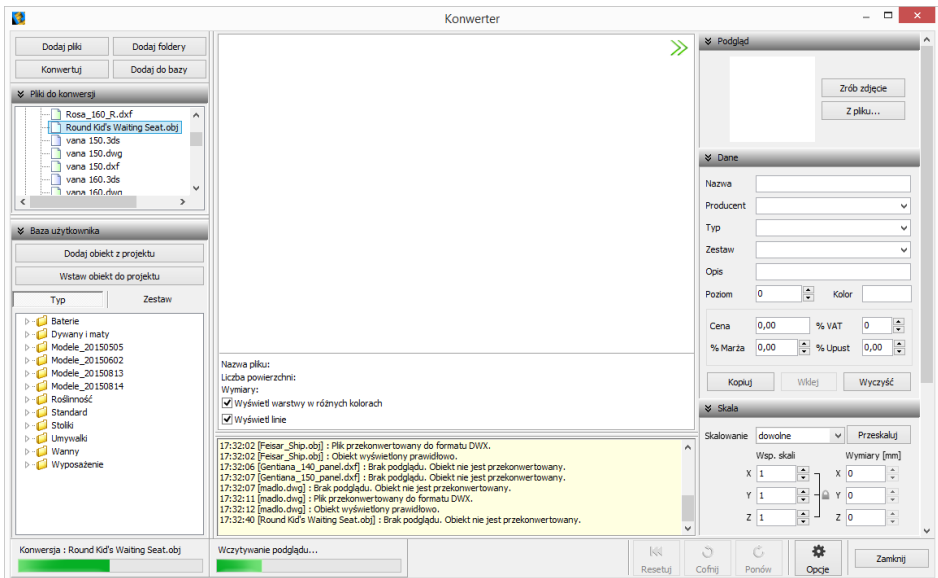 Konwerter
Dodaj pliki
Dodaj foldery
Konwertuj
Dodaj do bazy
Pliki do konwersji
Rosa_160_R.dxf
Round Kid's Waiting Seat.obj
vana 150.3ds
vana 150.dwg
vana 150.dxf
vana 160.3ds
vana 160.dwg
Baza użytkownika
Dodaj obiekt z projektu
Wstaw obiekt do projektu
Typ
Zestaw
Baterie
Dywany i maty
Modele_20150505
Modele_20150602
Modele_20150813
Modele_20150814
Roślinność
Standard
Stoliki
Umywalki
Wanny
Wyposażenie
Konwersja : Round Kid's Waiting Seat.obj
Nazwa pliku:
Liczba powierzchni:
Wymiary:
Wyświetl warstwy w różnych kolorach
Wyświetl linie
17:32:02 [Feisar_Ship.obj] : Plik przekonwertowany do formatu DWX.
17:32:02 [Feisar_Ship.obj] : Obiekt wyświetlony prawidłowo.
17:32:06 [Gentiana_140_panel.dxf] : Brak podglądu. Obiekt nie jest przekonwertowany.
17:32:07 [Gentiana_150_panel.dxf] : Brak podglądu. Obiekt nie jest przekonwertowany.
17:32:07 [madlo.dwg] : Brak podglądu. Obiekt nie jest przekonwertowany.
17:32:11 [madlo.dwg] : Plik przekonwertowany do formatu DWX.
17:32:12 [madlo.dwg] : Obiekt wyświetlony prawidłowo.
17:32:40 [Round Kid's Waiting Seat.obj] : Brak podglądu. Obiekt nie jest przekonwertowany.
Wczytywanie podglądu...
Podgląd
Zrób zdjęcie
Z pliku...
Dane
Nazwa
Producent
Typ
Zestaw
Opis
Poziom 0 Kolor
Cena 0,00 % VAT 0
% Marża 0,00 % Upust 0,00
Kopiuj
Wklej
Wyczyść
Skala
Skalowanie dowolne Przeskaluj
Wsp. skali Wymiary [mm]
X 1 X 0
Y 1 Y 0
Z 1 Z 0
Resetuj
Cofnij
Ponów
Opcje
Zamknij